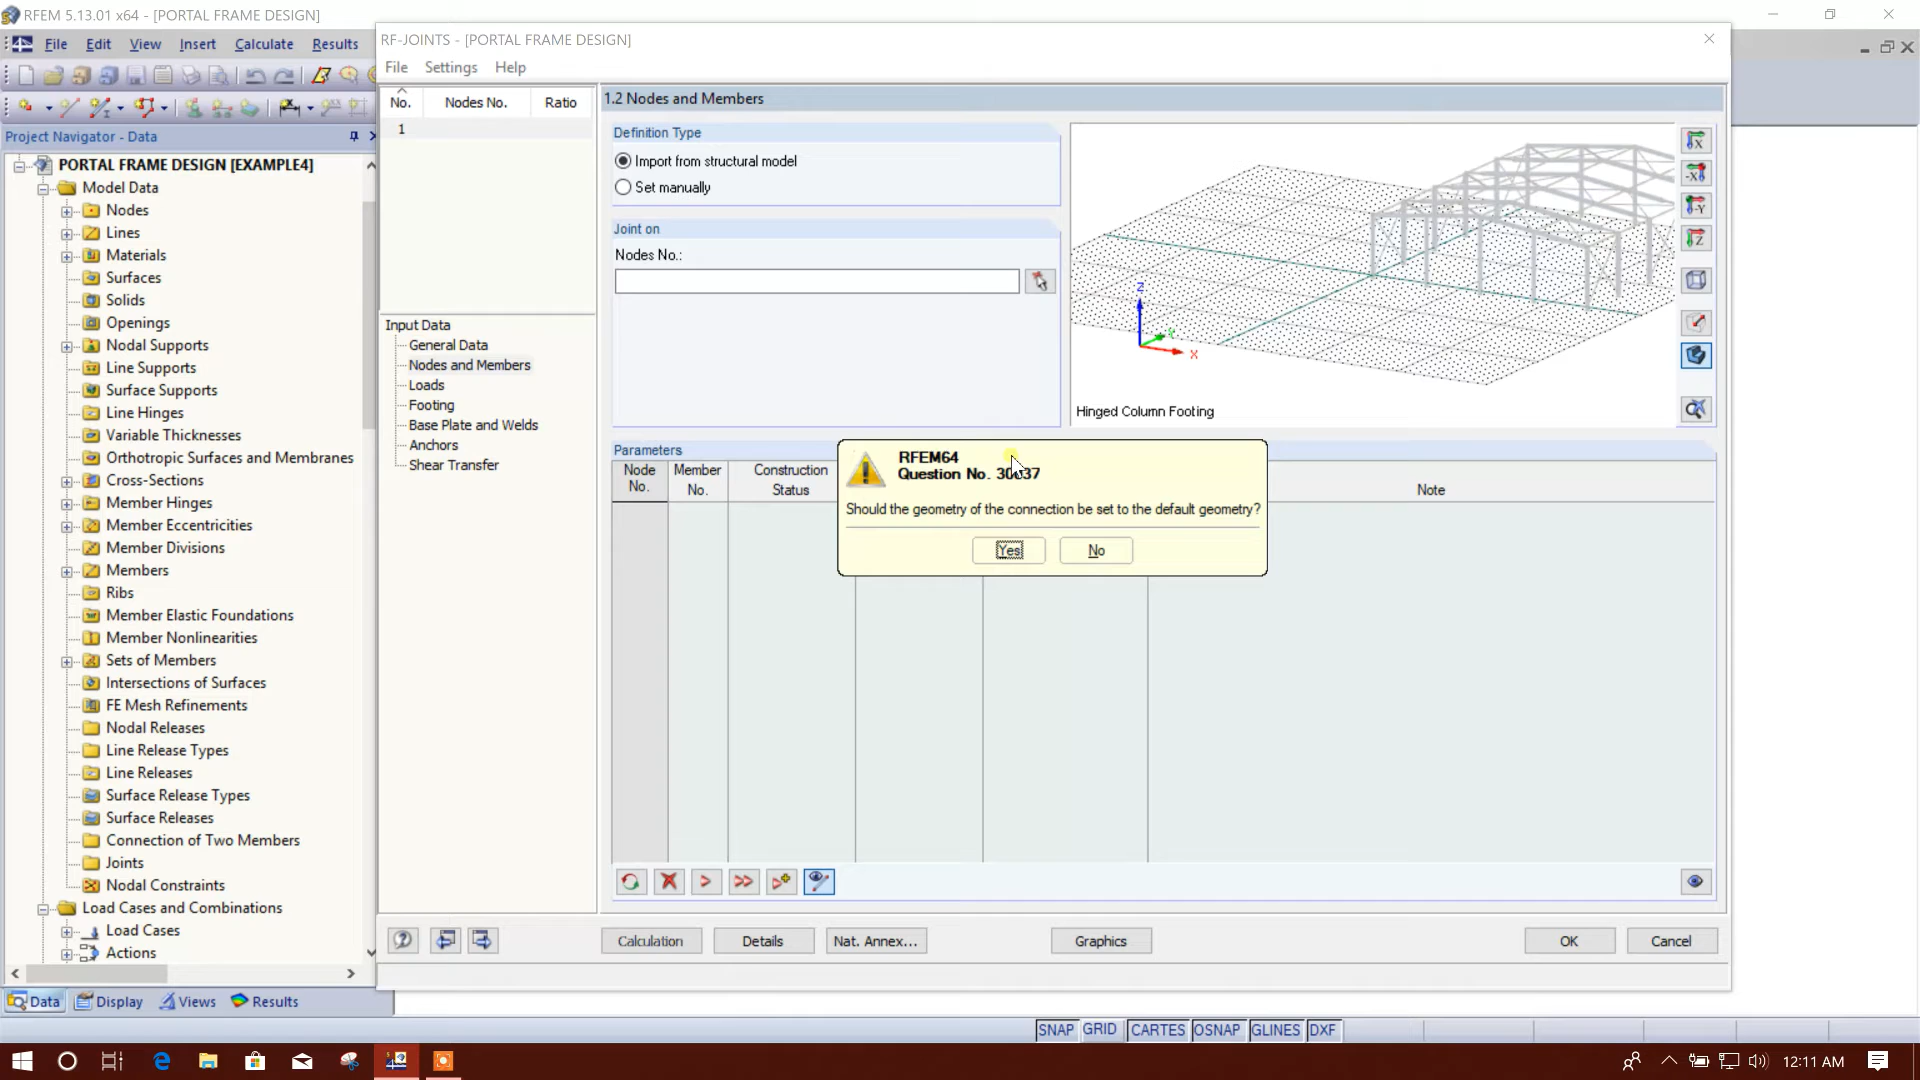 RFEM 5.13.01 x64 - [PORTAL FRAME DESIGN]
File Edit View Insert Calculate Results
Project Navigator - Data
PORTAL FRAME DESIGN [EXAMPLE4]
Model Data
Nodes
Lines
Materials
Surfaces
Solids
Openings
Nodal Supports
Line Supports
Surface Supports
Line Hinges
Variable Thicknesses
Orthotropic Surfaces and Membranes
Cross-Sections
Member Hinges
Member Eccentricities
Member Divisions
Members
Ribs
Member Elastic Foundations
Member Nonlinearities
Sets of Members
Intersections of Surfaces
FE Mesh Refinements
Nodal Releases
Line Release Types
Line Releases
Surface Release Types
Surface Releases
Connection of Two Members
Joints
Nodal Constraints
Load Cases and Combinations
Load Cases
Actions
Data Display Views Results
RF-JOINTS - [PORTAL FRAME DESIGN]
File Settings Help
No. Nodes No. Ratio
1
Input Data
General Data
Nodes and Members
Loads
Footing
Base Plate and Welds
Anchors
Shear Transfer
1.2 Nodes and Members
Definition Type
Import from structural model
Set manually
Joint on
Nodes No.:
Z
X
Hinged Column Footing
X
-X
-Y
Z
Parameters
Node No.
Member No.
Construction Status
Note
RFEM64
Question No. 30037
Should the geometry of the connection be set to the default geometry?
Yes No
Calculation Details Nat. Annex... Graphics OK Cancel
SNAP GRID CARTES OSNAP GLINES DXF
12:11 AM